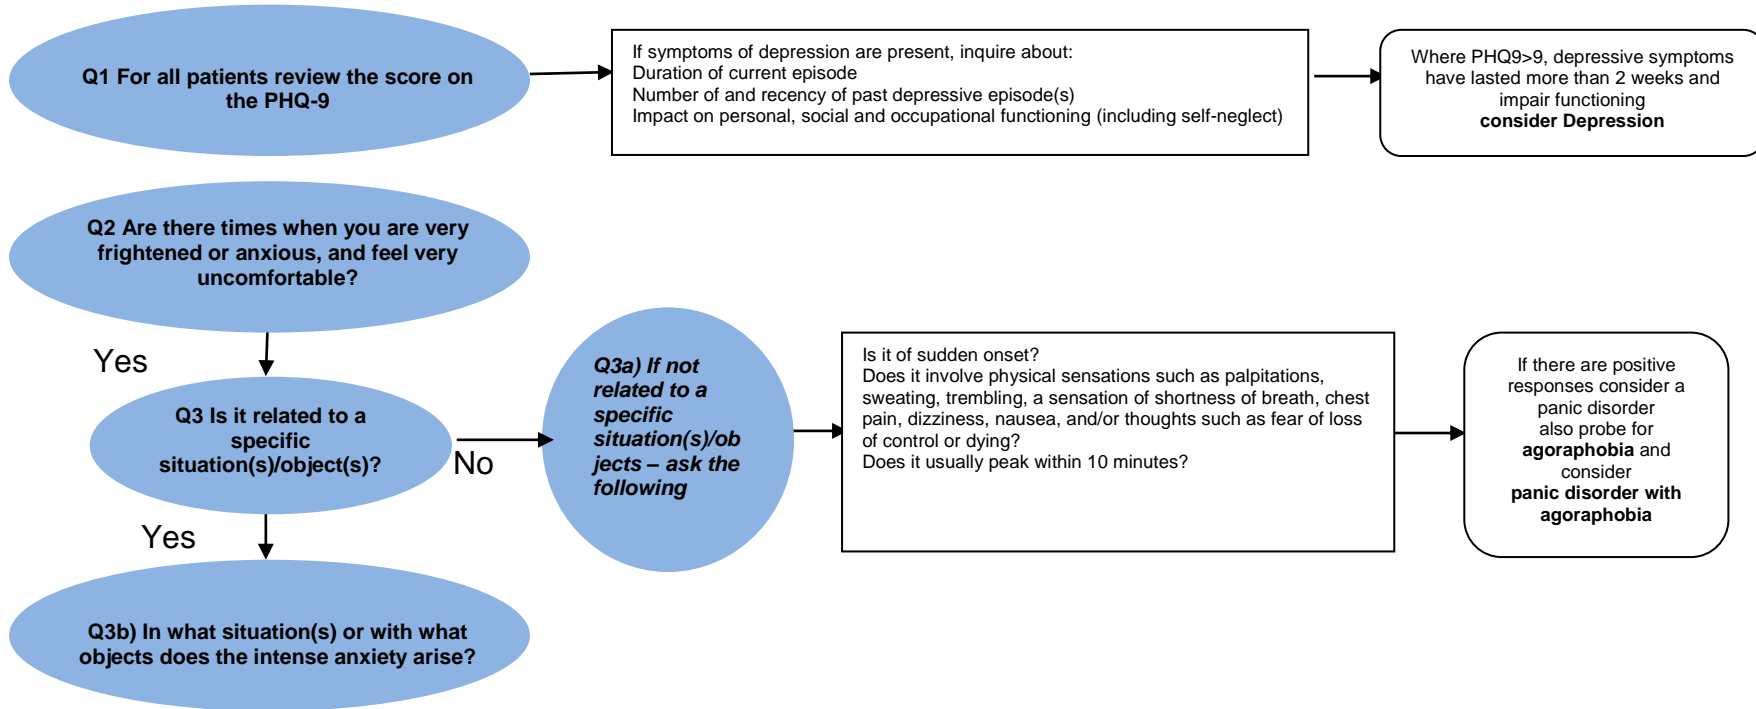 Q1 For all patients review the score on
the PHQ-9
If symptoms of depression are present, inquire about:
Duration of current episode
Number of and recency of past depressive episode(s)
Impact on personal, social and occupational functioning (including self-neglect)
Where PHQ9>9, depressive symptoms
have lasted more than 2 weeks and
impair functioning
consider Depression
Q2 Are there times when you are very
frightened or anxious, and feel very
uncomfortable?
Yes
Q3 Is it related to a
specific
situation(s)/object(s)?
No
Q3a) If not
related to a
specific
situation(s)/ob
jects – ask the
following
Is it of sudden onset?
Does it involve physical sensations such as palpitations,
sweating, trembling, a sensation of shortness of breath, chest
pain, dizziness, nausea, and/or thoughts such as fear of loss
of control or dying?
Does it usually peak within 10 minutes?
If there are positive
responses consider a
panic disorder
also probe for
agoraphobia and
consider
panic disorder with
agoraphobia
Yes
Q3b) In what situation(s) or with what
objects does the intense anxiety arise?